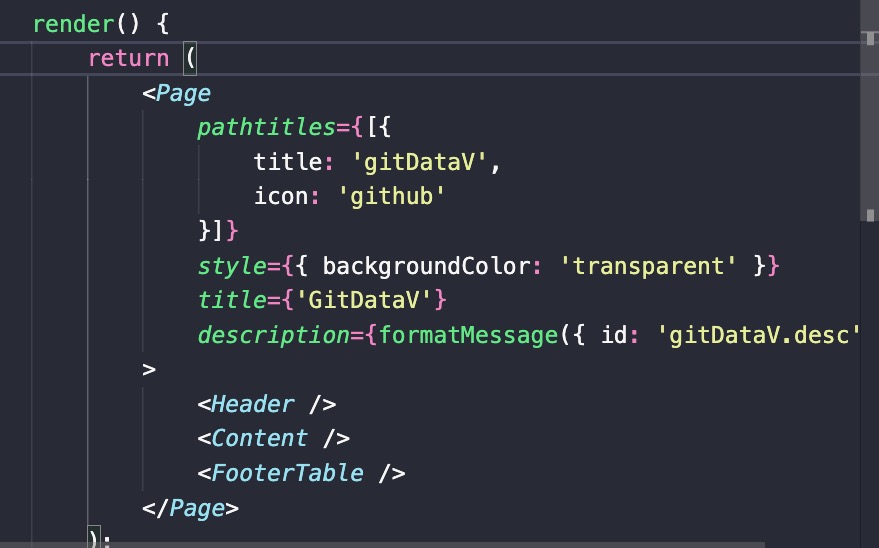 render() {
return (
<Page
pathtitles={[{
title: 'gitDataV',
icon: 'github'
}]}
style={{ backgroundColor: 'transparent' }}
title={'GitDataV'}
description={formatMessage({ id: 'gitDataV.desc'
>
<Header />
<Content />
<FooterTable />
</Page>
);